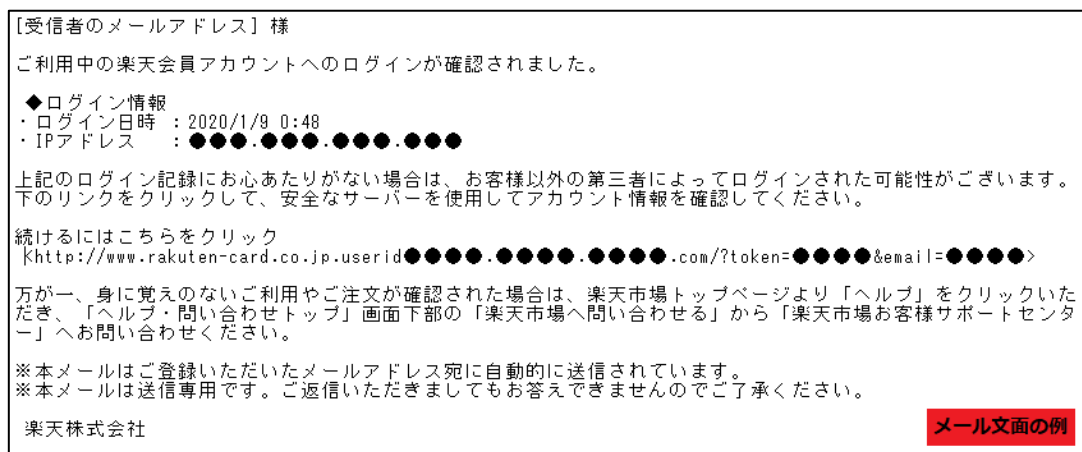 [受信者のメールアドレス] 様
ご利用中の楽天会員アカウントへのログインが確認されました。
◆ログイン情報
・ログイン日時 ：2020/1/9 0:48
・IPアドレス ：●●●.●●●.●●●.●●●
上記のログイン記録にお心あたりがない場合は、お客様以外の第三者によってログインされた可能性がございます。
下のリンクをクリックして、安全なサーバーを使用してアカウント情報を確認してください。
続けるにはこちらをクリック
<http://www.rakuten-card.co.jp.userid●●●●.●●●●.●●●●.com/?token=●●●●&email=●●●●>
万が一、身に覚えのないご利用やご注文が確認された場合は、楽天市場トップページより「ヘルプ」をクリックいた
だき、「ヘルプ・問い合わせトップ」画面下部の「楽天市場へ問い合わせる」から「楽天市場お客様サポートセンタ
ー」へお問い合わせください。
※本メールはご登録いただいたメールアドレス宛に自動的に送信されています。
※本メールは送信専用です。ご返信いただきましてもお答えできませんのでご了承ください。
楽天株式会社
メール文面の例